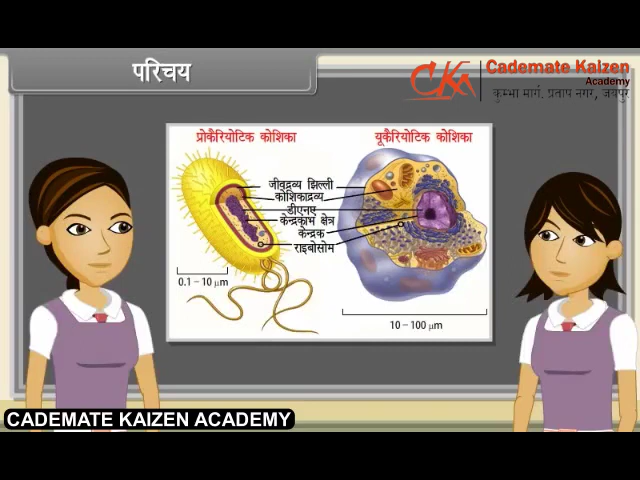 परिचय
Cademate Kaizen
Academy
CKA
कुम्भा मार्ग, प्रताप नगर, जयपुर
प्रोकैरियोटिक कोशिका
यूकैरियोटिक कोशिका
जीवद्रव्य झिल्ली
कोशिकाद्रव्य
डीएनए
केन्द्रकाभ क्षेत्र
केन्द्रक
राइबोसोम
0.1 – 10 µm
10 – 100 µm
CADEMATE KAIZEN ACADEMY